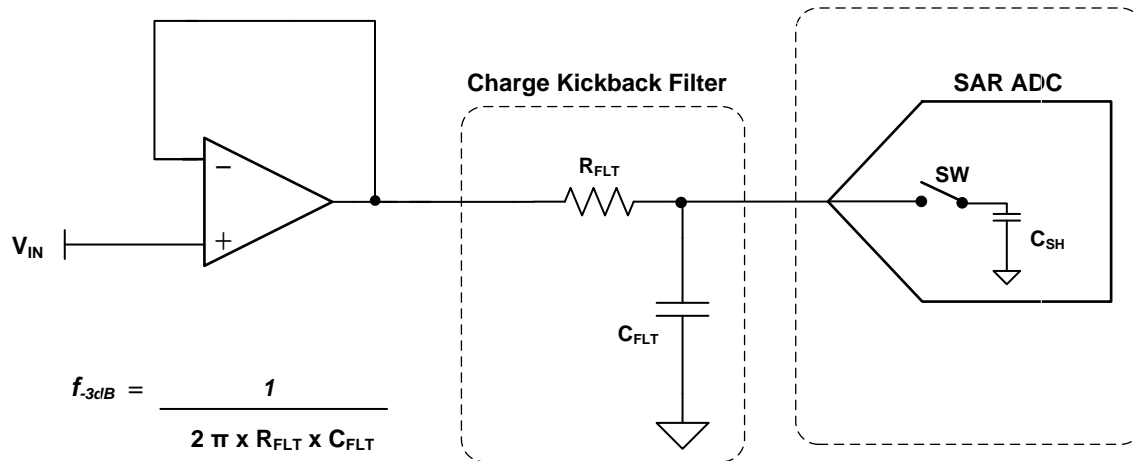 Charge Kickback Filter
SAR ADC
R_FLT
SW
−
+
V_IN
C_SH
C_FLT
f_-3dB = 1
2 π x R_FLT x C_FLT